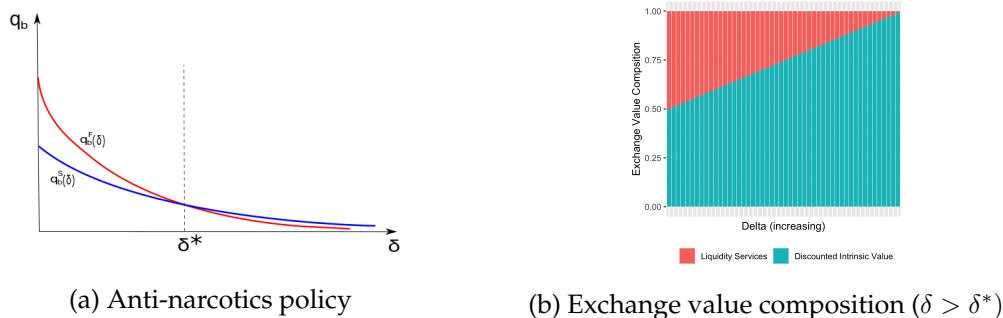 q_b
q_b^F(δ)
q_b^S(δ)
δ*
δ
(a) Anti-narcotics policy
1.00
0.75
0.50
0.25
0.00
Exchange Value Compsition
Delta (increasing)
Liquidity Services
Discounted Intrinsic Value
(b) Exchange value composition (δ > δ*)